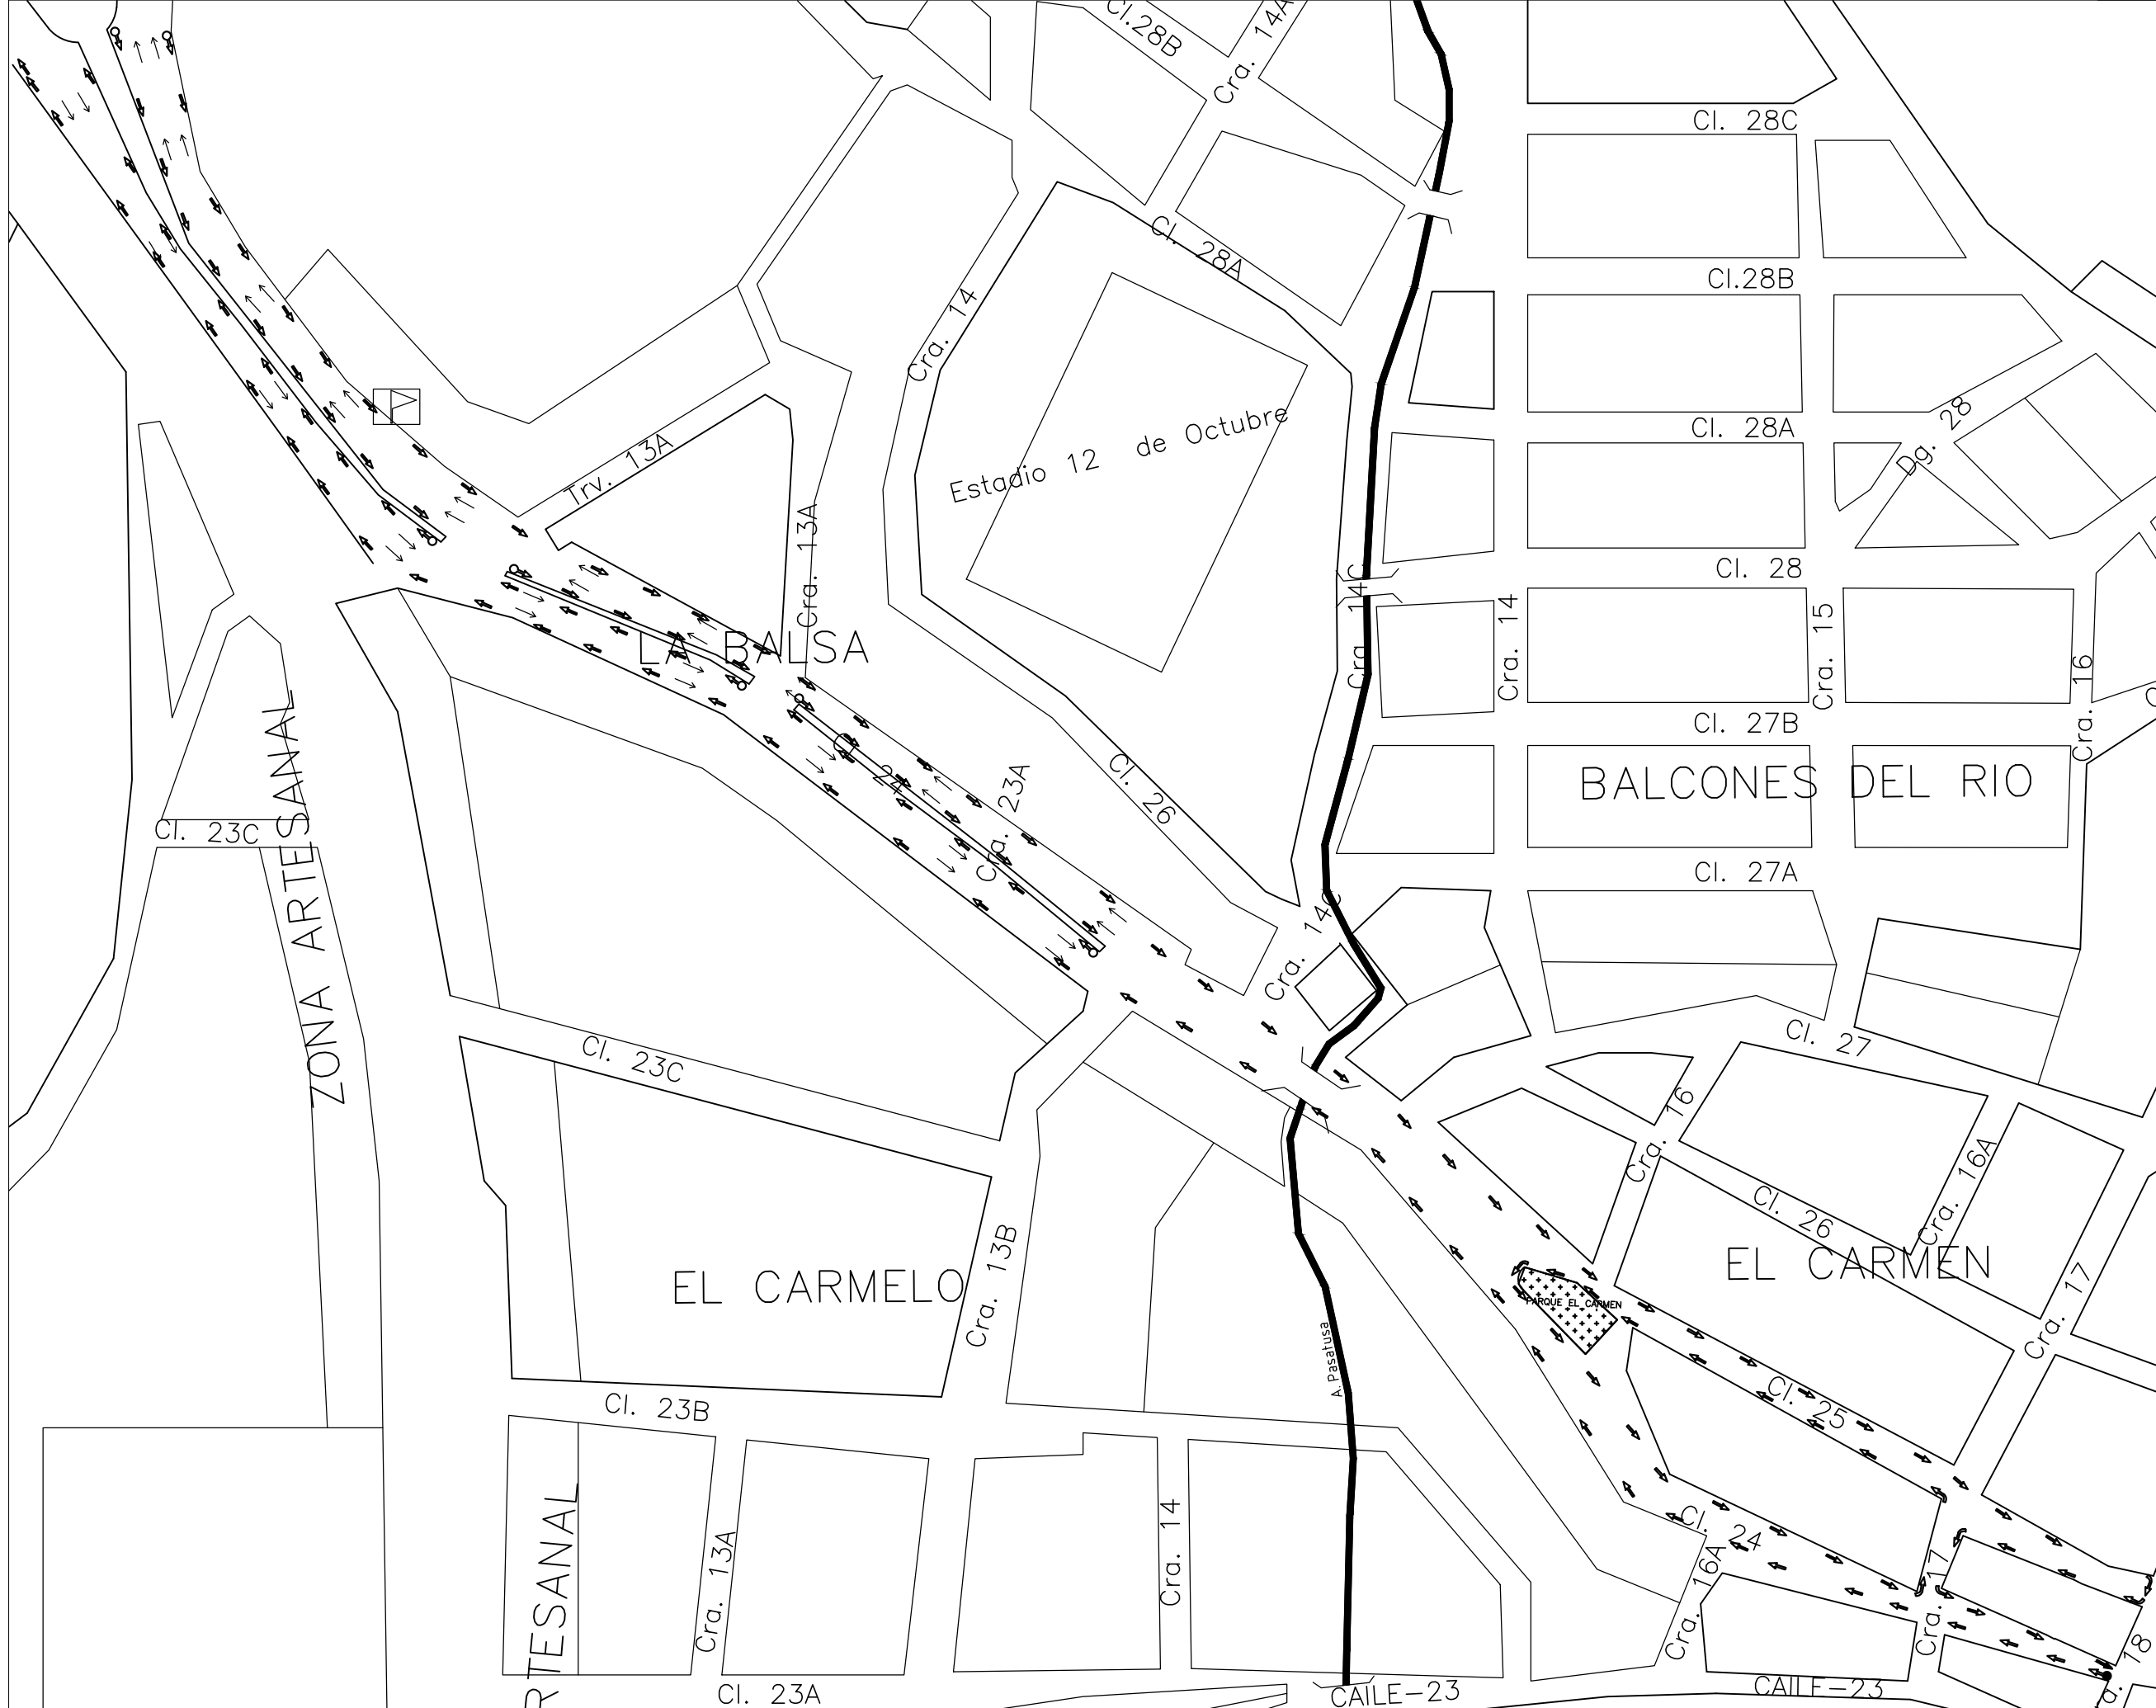 Cl.28B
Cra. 14A
Cl. 28C
Cl. 28A
Cl.28B
Cra. 14
Estadio 12 de Octubre
Cl. 28A
Dg. 28
Trv. 13A
Cra. 13A
Cl. 28
Cra. 14C
Cra. 14
Cra. 15
Cra. 16
LA BALSA
Cl. 27B
BALCONES DEL RIO
Cl. 26
Cra. 23A
24
Cl. 23C
ZONA ARTESANAL
Cl. 27A
Cra. 14C
Cl. 27
Cl. 23C
Cra. 16
Cra. 16A
Cl. 26
EL CARMEN
EL CARMELO
Cra. 13B
PARQUE EL CARMEN
Cra. 17
A.Pasatusa
Cl. 25
Cl. 23B
Cl. 24
Cra. 14
Cra. 13A
Cra. 16A
Cra. 17
RTESANAL
18
Cl. 23A
CAILE-23
CAILE-23